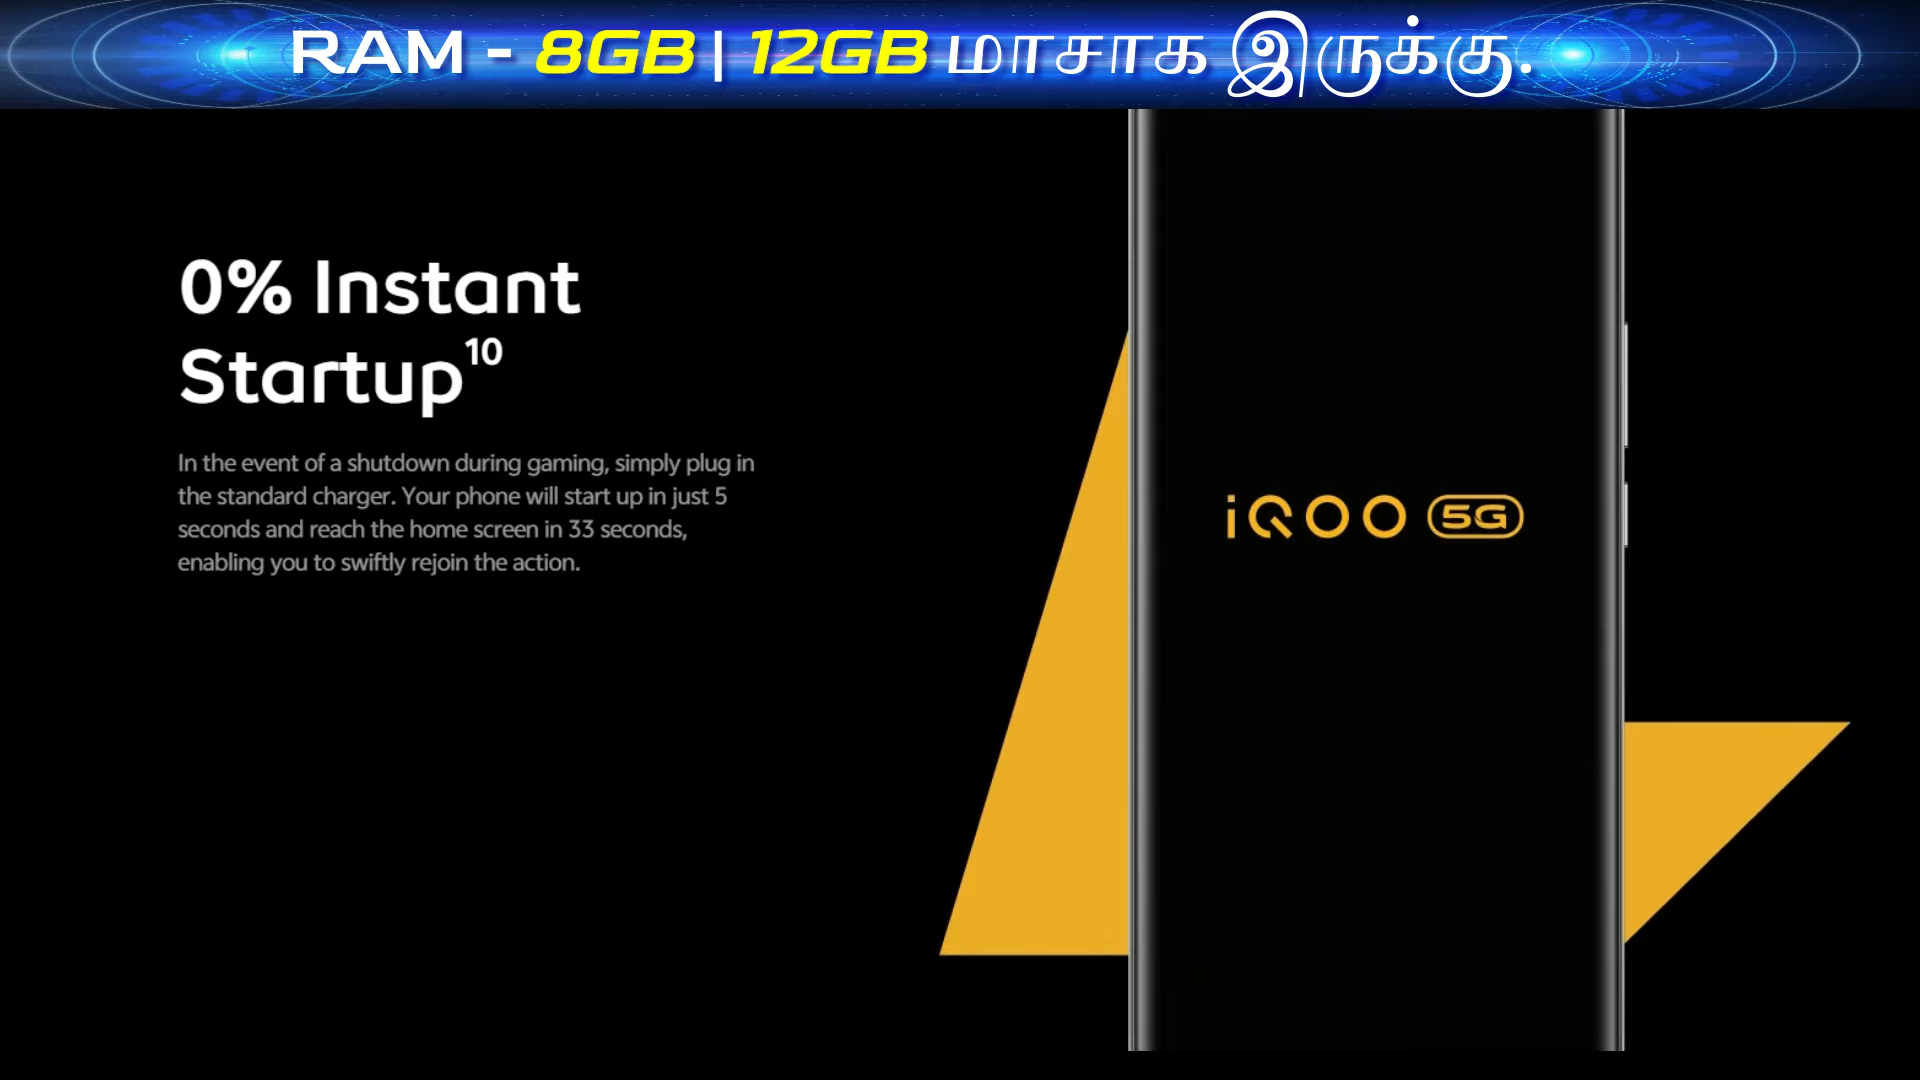 RAM - 8GB | 12GB மாசாக இருக்கு.
0% Instant
Startup10
In the event of a shutdown during gaming, simply plug in
the standard charger. Your phone will start up in just 5
seconds and reach the home screen in 33 seconds,
enabling you to swiftly rejoin the action.
iQOO 5G